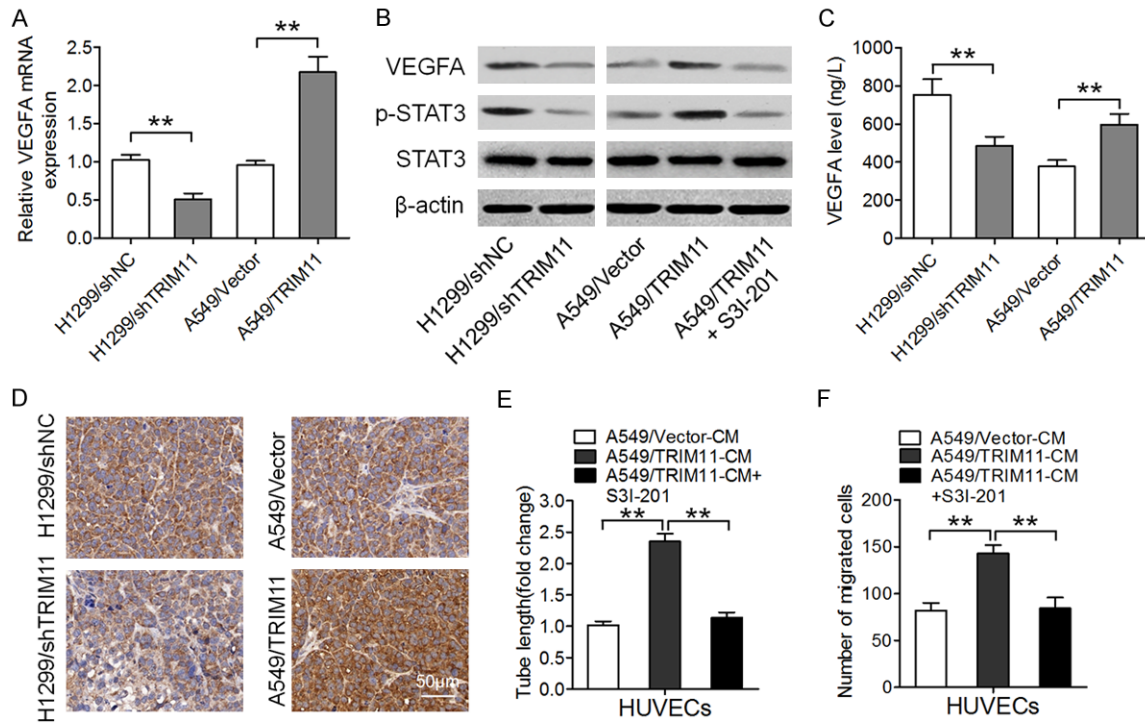 A
Relative VEGFA mRNA
expression
2.5
2.0
1.5
1.0
0.5
0.0
**
**
H1299/shNC
H1299/shTRIM11
A549/Vector
A549/TRIM11
B
VEGFA
p-STAT3
STAT3
β-actin
H1299/shNC
H1299/shTRIM11
A549/Vector
A549/TRIM11
A549/TRIM11
+ S3I-201
C
VEGFA level (ng/L)
1000
800
600
400
200
0
**
**
H1299/shNC
H1299/shTRIM11
A549/Vector
A549/TRIM11
D
H1299/shNC
A549/Vector
H1299/shTRIM11
A549/TRIM11
50μm
E
A549/Vector-CM
A549/TRIM11-CM
A549/TRIM11-CM+
S3I-201
Tube length(fold change)
3.0
2.5
2.0
1.5
1.0
0.5
0.0
**
**
HUVECs
F
A549/Vector-CM
A549/TRIM11-CM
A549/TRIM11-CM
+S3I-201
Number of migrated cells
200
150
100
50
0
**
**
HUVECs